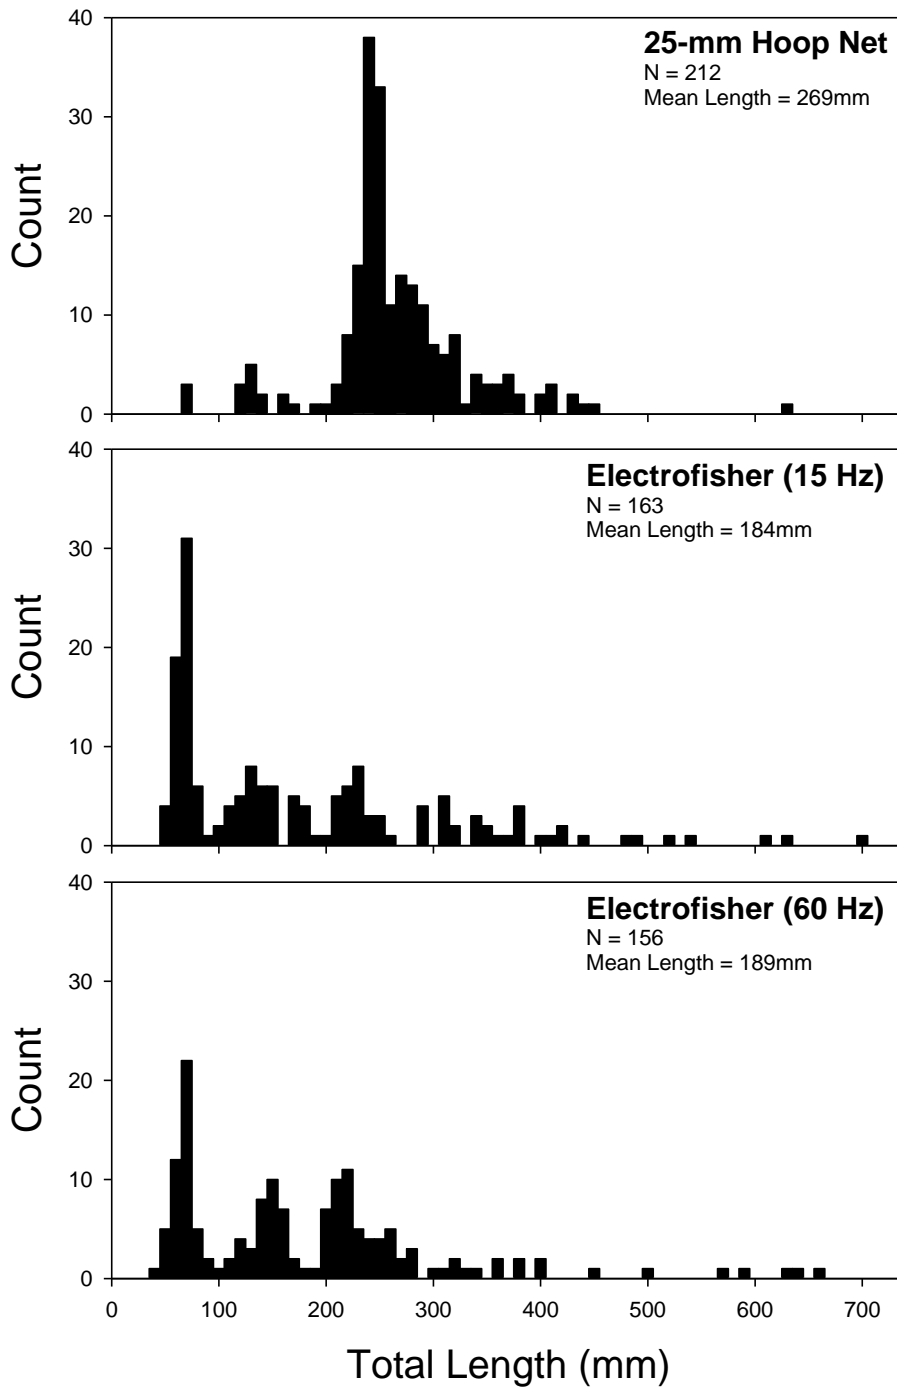 40
30
20
10
0
Count
25-mm Hoop Net
N = 212
Mean Length = 269mm
40
30
20
10
0
Count
Electrofisher (15 Hz)
N = 163
Mean Length = 184mm
40
30
20
10
0
Count
Electrofisher (60 Hz)
N = 156
Mean Length = 189mm
0 100 200 300 400 500 600 700
Total Length (mm)